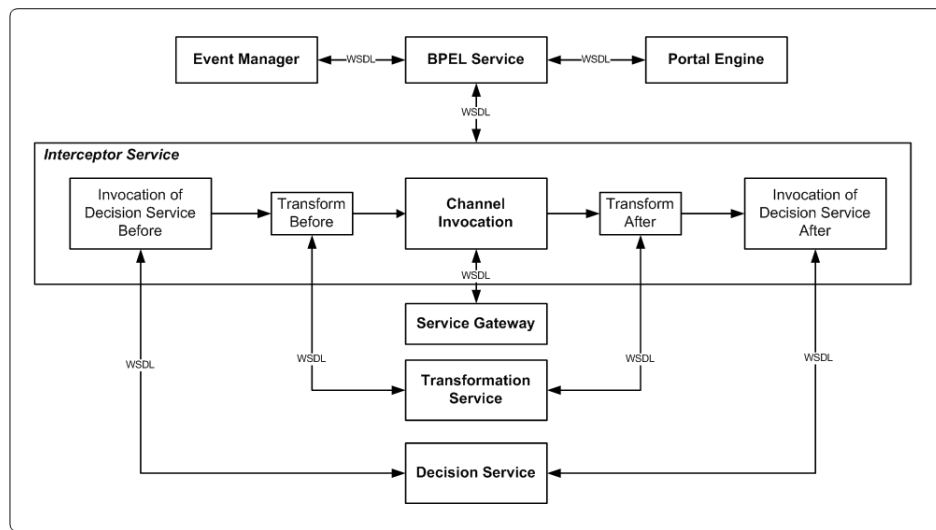 Event Manager
WSDL
BPEL Service
WSDL
Portal Engine
WSDL
Interceptor Service
Invocation of
Decision Service
Before
Transform
Before
Channel
Invocation
Transform
After
Invocation of
Decision Service
After
WSDL
Service Gateway
WSDL
WSDL
WSDL
WSDL
Transformation
Service
Decision Service